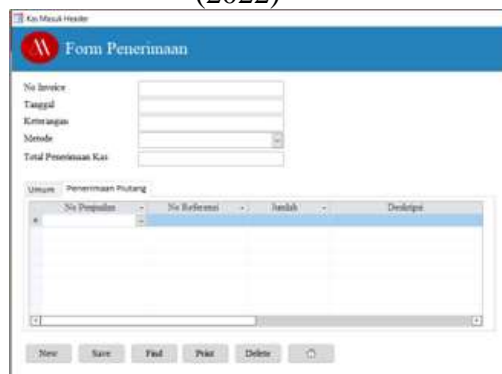 (2022)
Kas Masuk Header
Form Penerimaan
No Invoice
Tanggal
Keterangan
Metode
Total Penerimaan Kas
Umum Penerimaan Piutang
No Penjualan No Referensi Jumlah Deskripsi
New Save Find Print Delete